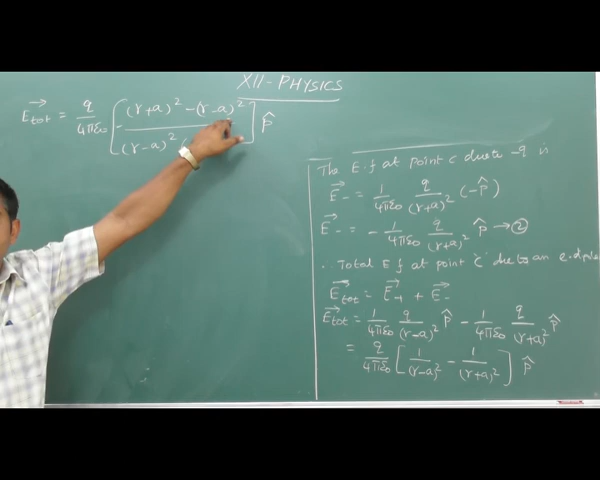 XII - PHYSICS
E⃗tot = q/4πε₀ [ (r+a)² - (r-a)² / (r-a)² ] P̂
The E.f at point C due to -q is
E⃗₋ = 1/4πε₀ q/(r+a)² (-P̂)
E⃗₋ = - 1/4πε₀ q/(r+a)² P̂ → ②
∴ Total E.f at point 'C' due to an e.dipole
E⃗tot = E⃗₊ + E⃗₋
E⃗tot = 1/4πε₀ q/(r-a)² P̂ - 1/4πε₀ q/(r+a)² P̂
= q/4πε₀ [ 1/(r-a)² - 1/(r+a)² ] P̂